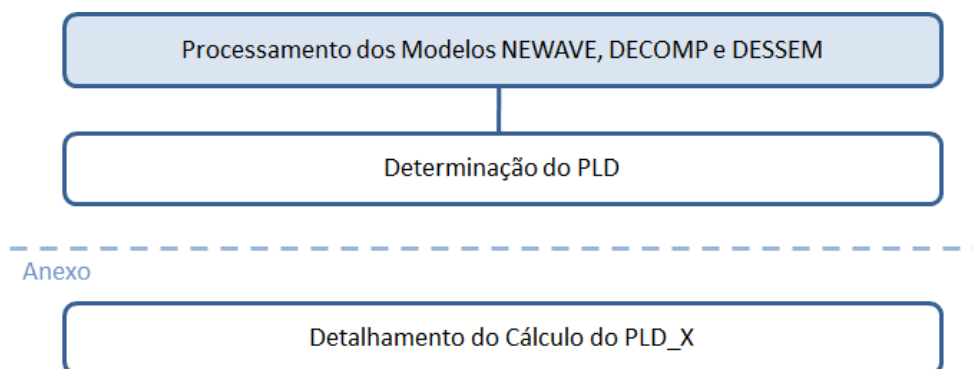 Processamento dos Modelos NEWAVE, DECOMP e DESSEM
Determinação do PLD
Anexo
Detalhamento do Cálculo do PLD_X